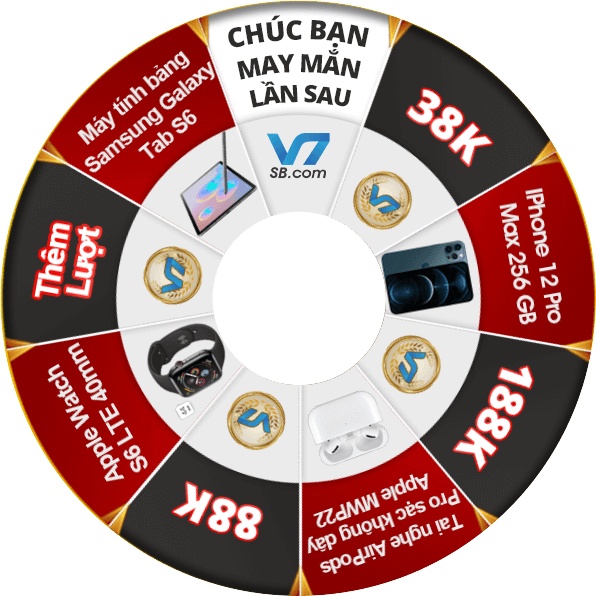 CHÚC BẠN
MAY MẮN
LẦN SAU
V7
SB.com
38K
IPhone 12 Pro
Max 256 GB
188K
Tai nghe AirPods
Pro sạc không dây
Apple MVP22
88K
Apple Watch
S6 LTE 40mm
Thêm
Lượt
Máy tính bảng
Samsung Galaxy
Tab S6